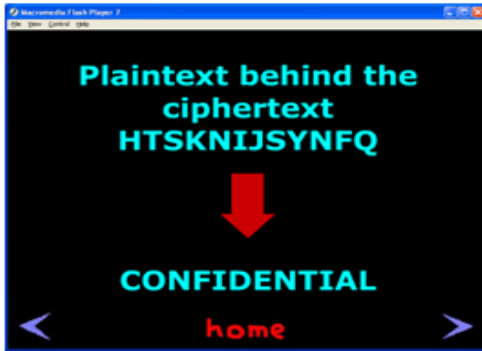 Macromedia Flash Player 7
File View Control Help
Plaintext behind the
ciphertext
HTSKNIJSYNFQ
CONFIDENTIAL
home